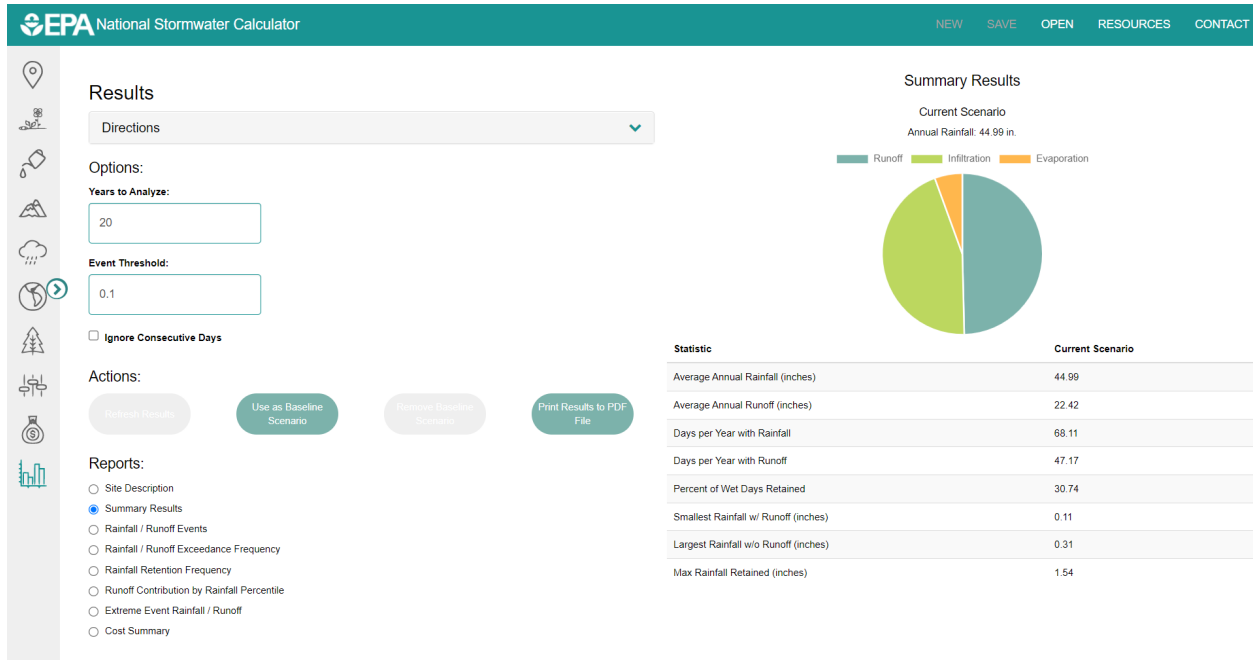 EPA National Stormwater Calculator
NEW SAVE OPEN RESOURCES CONTACT
Results
Directions
Options:
Years to Analyze:
20
Event Threshold:
0.1
Ignore Consecutive Days
Actions:
Refresh Results
Use as Baseline
Scenario
Remove Baseline
Scenario
Print Results to PDF
File
Reports:
Site Description
Summary Results
Rainfall / Runoff Events
Rainfall / Runoff Exceedance Frequency
Rainfall Retention Frequency
Runoff Contribution by Rainfall Percentile
Extreme Event Rainfall / Runoff
Cost Summary
Summary Results
Current Scenario
Annual Rainfall: 44.99 in.
Runoff Infiltration Evaporation
Statistic Current Scenario
Average Annual Rainfall (inches) 44.99
Average Annual Runoff (inches) 22.42
Days per Year with Rainfall 68.11
Days per Year with Runoff 47.17
Percent of Wet Days Retained 30.74
Smallest Rainfall w/ Runoff (inches) 0.11
Largest Rainfall w/o Runoff (inches) 0.31
Max Rainfall Retained (inches) 1.54